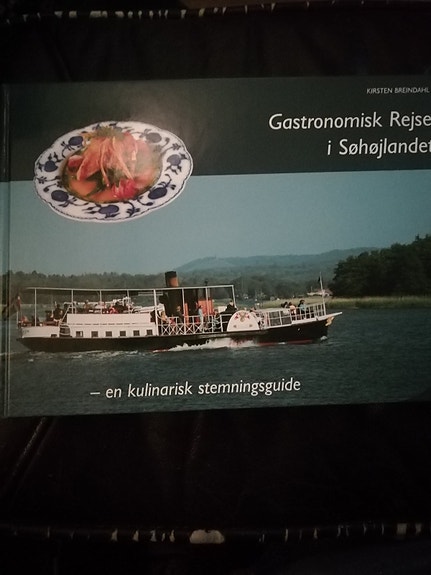 KIRSTEN BREINDAHL
Gastronomisk Rejse
i Søhøjlandet
– en kulinarisk stemningsguide